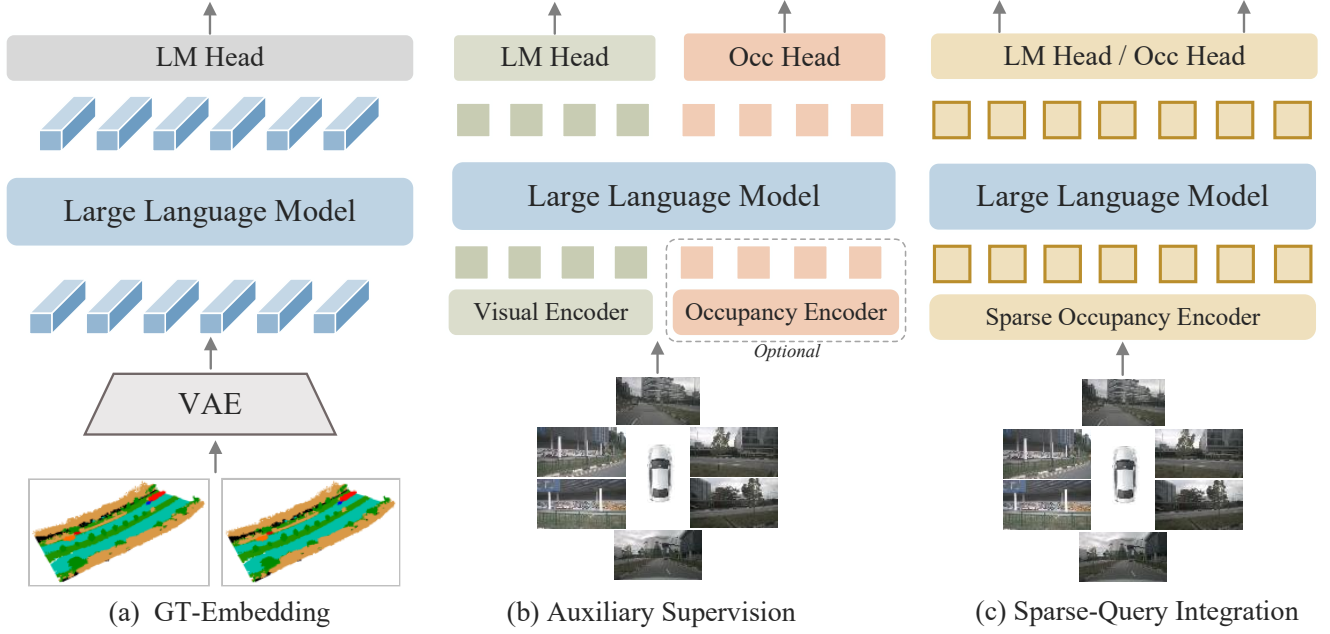 LM Head
Large Language Model
VAE
(a) GT-Embedding
LM Head
Occ Head
Large Language Model
Visual Encoder
Occupancy Encoder
Optional
(b) Auxiliary Supervision
LM Head / Occ Head
Large Language Model
Sparse Occupancy Encoder
(c) Sparse-Query Integration